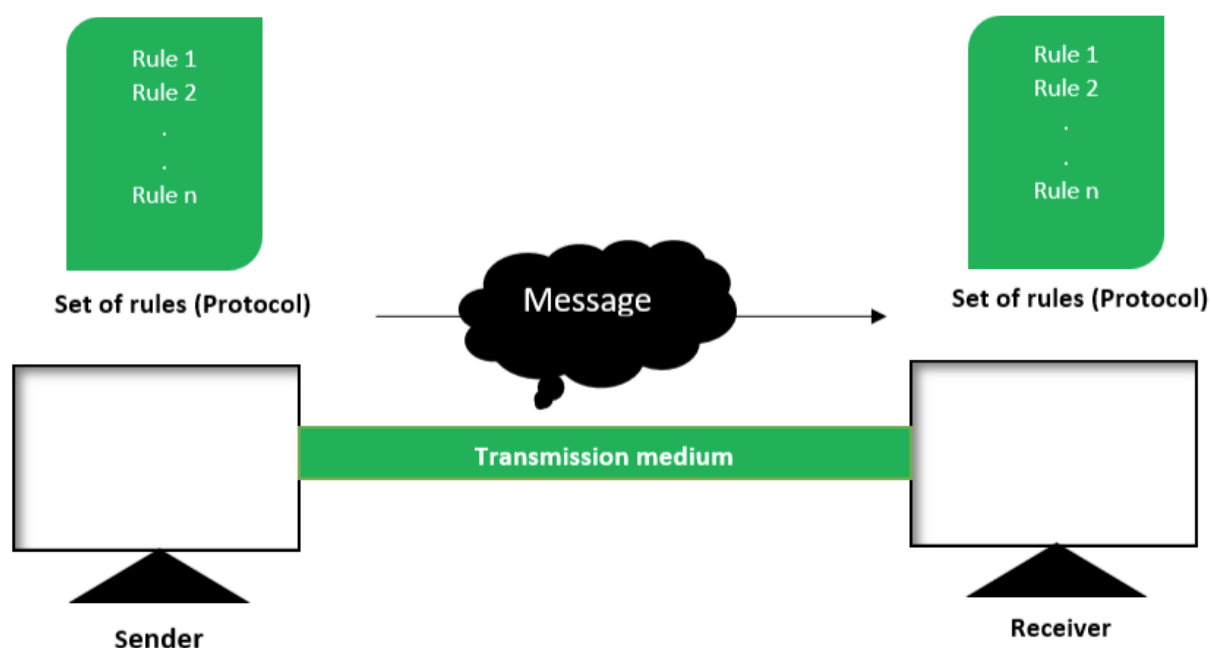 Rule 1
Rule 2
.
.
Rule n
Set of rules (Protocol)
Rule 1
Rule 2
.
.
Rule n
Set of rules (Protocol)
Message
Transmission medium
Sender
Receiver